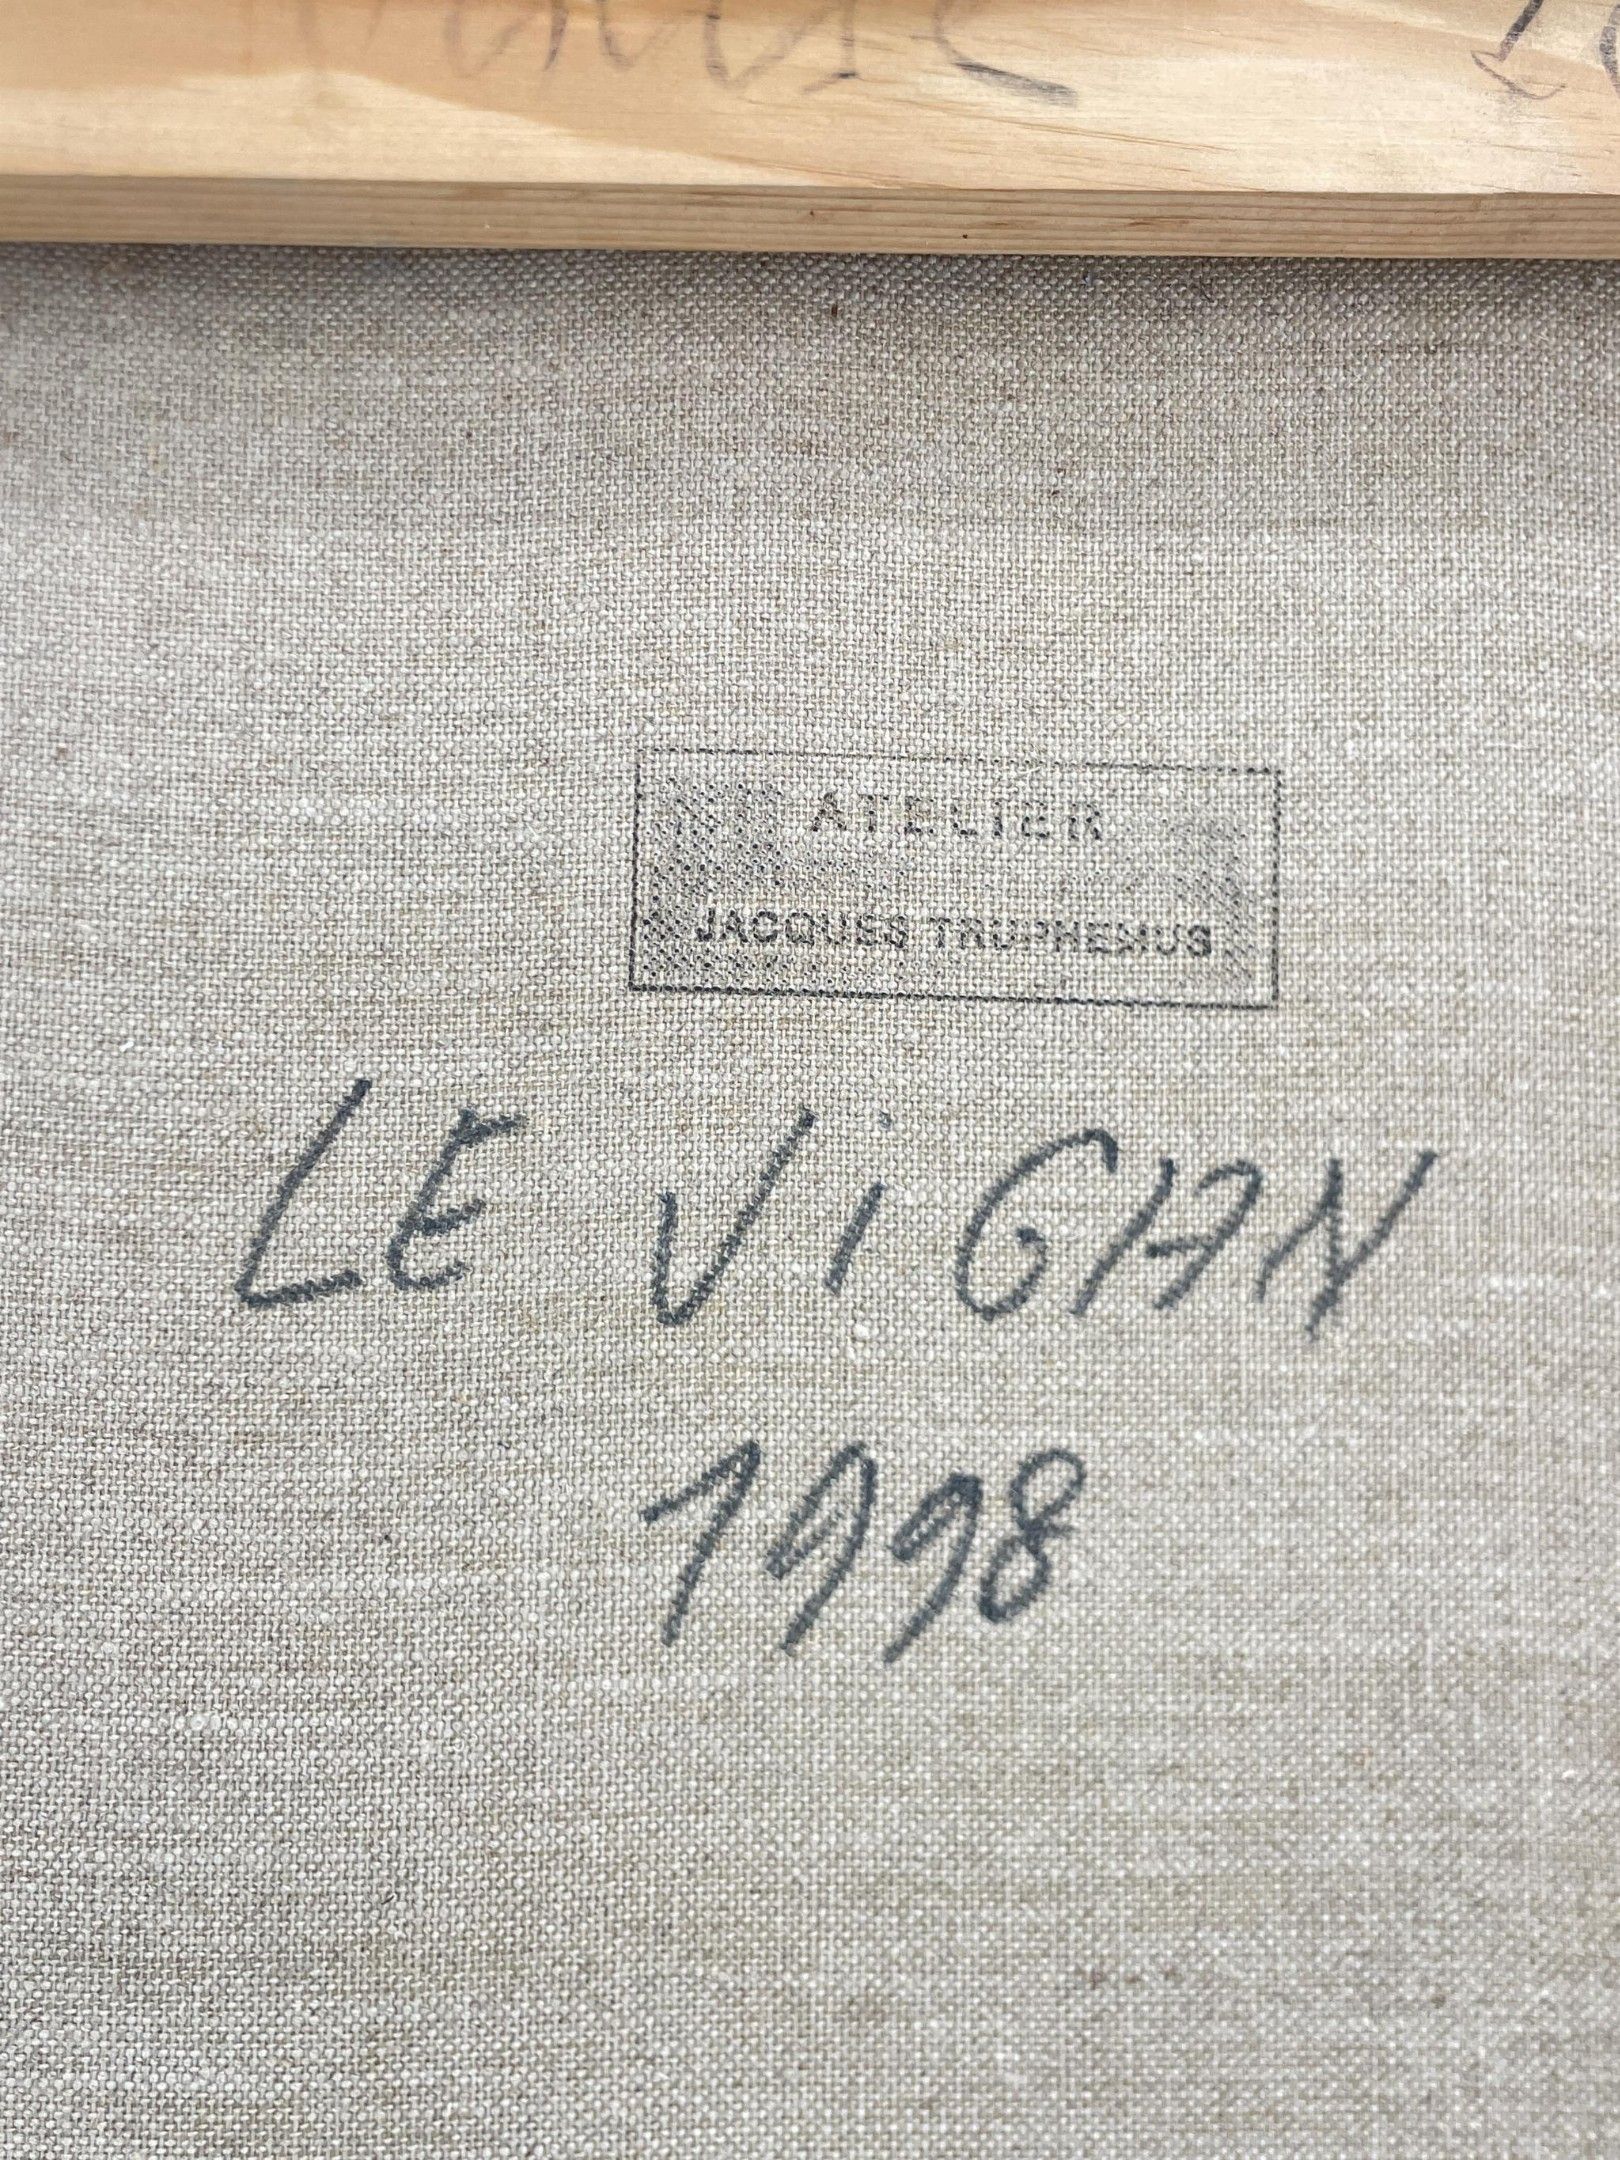 ATELIER
JACQUES TRUPHEMUS
LE ViGAN
1998